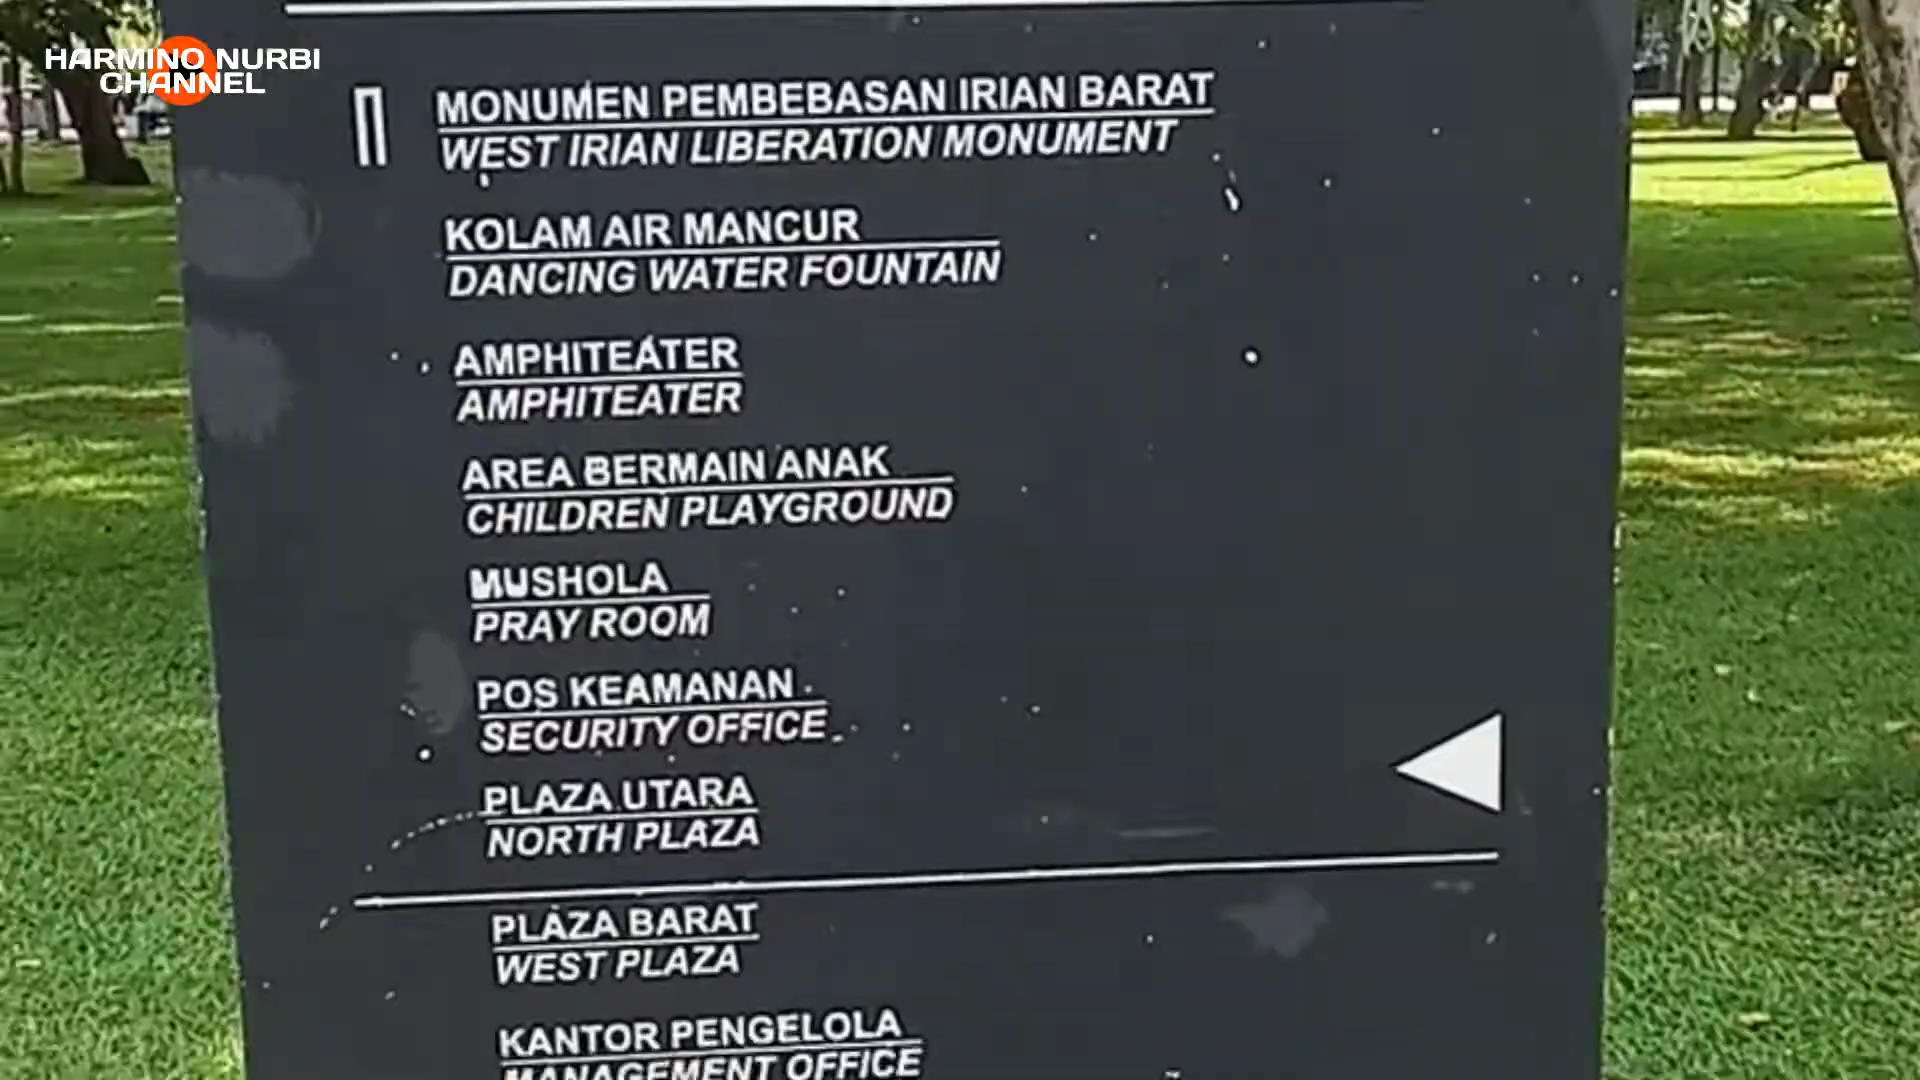 HARMINO NURBI
CHANNEL
MONUMEN PEMBEBASAN IRIAN BARAT
WEST IRIAN LIBERATION MONUMENT
KOLAM AIR MANCUR
DANCING WATER FOUNTAIN
AMPHITEATER
AMPHITEATER
AREA BERMAIN ANAK
CHILDREN PLAYGROUND
MUSHOLA
PRAY ROOM
POS KEAMANAN
SECURITY OFFICE
PLAZA UTARA
NORTH PLAZA
PLAZA BARAT
WEST PLAZA
KANTOR PENGELOLA
MANAGEMENT OFFICE